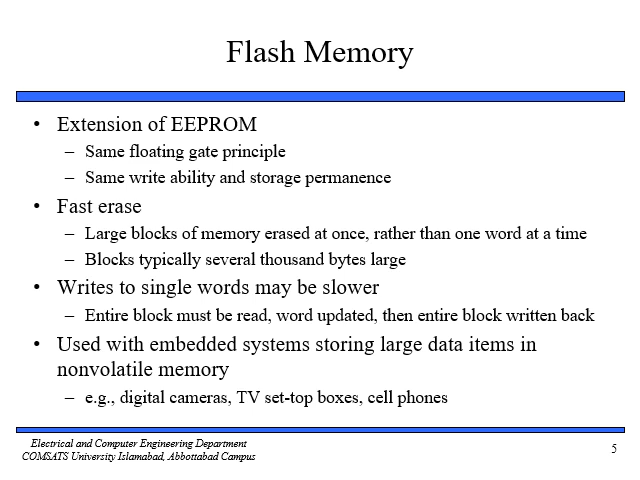 Flash Memory
• Extension of EEPROM
– Same floating gate principle
– Same write ability and storage permanence
• Fast erase
– Large blocks of memory erased at once, rather than one word at a time
– Blocks typically several thousand bytes large
• Writes to single words may be slower
– Entire block must be read, word updated, then entire block written back
• Used with embedded systems storing large data items in
nonvolatile memory
– e.g., digital cameras, TV set-top boxes, cell phones
Electrical and Computer Engineering Department
COMSATS University Islamabad, Abbottabad Campus
5